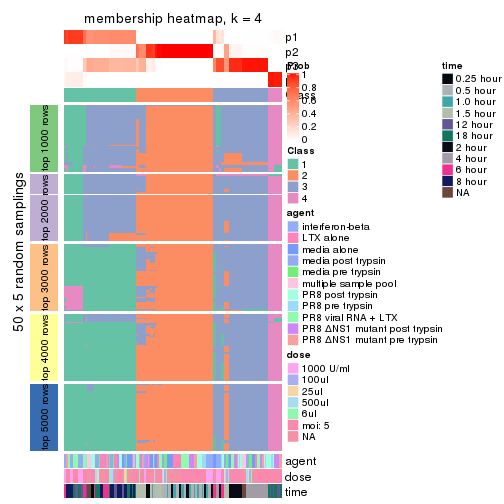 membership heatmap, k = 4
p1
p2
p3
Prob
1
0.8
0.6
0.4
0.2
0
Class
1
2
3
4
agent
interferon-beta
LTX alone
media alone
media post trypsin
media pre trypsin
multiple sample pool
PR8 post trypsin
PR8 pre trypsin
PR8 viral RNA + LTX
PR8 ΔNS1 mutant post trypsin
PR8 ΔNS1 mutant pre trypsin
dose
1000 U/ml
100ul
25ul
500ul
6ul
moi: 5
NA
time
0.25 hour
0.5 hour
1.0 hour
1.5 hour
12 hour
18 hour
2 hour
4 hour
6 hour
8 hour
NA
50 x 5 random samplings
top 1000 rows
top 2000 rows
top 3000 rows
top 4000 rows
top 5000 rows
agent
dose
time